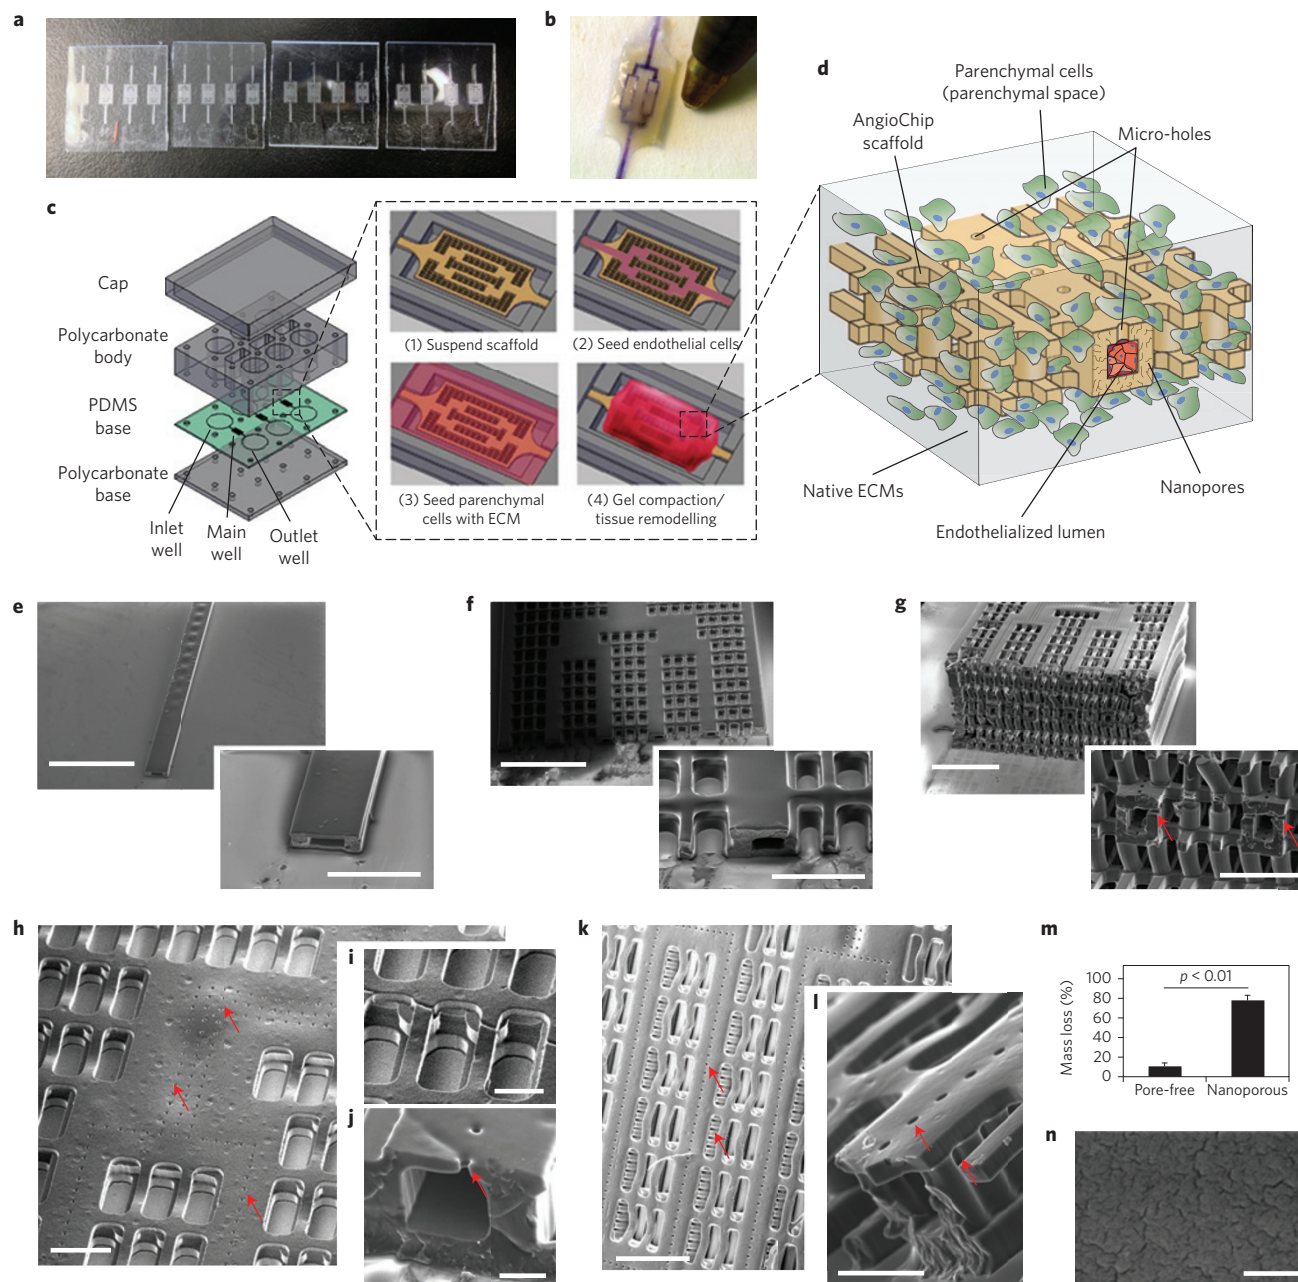 a
b
d
Parenchymal cells
(parenchymal space)
AngioChip
scaffold
Micro-holes
c
Cap
Polycarbonate
body
PDMS
base
Polycarbonate
base
Inlet
well
Main
well
Outlet
well
(1) Suspend scaffold
(2) Seed endothelial cells
(3) Seed parenchymal
cells with ECM
(4) Gel compaction/
tissue remodelling
Native ECMs
Nanopores
Endothelialized lumen
e
f
g
h
i
j
k
l
m
p < 0.01
Mass loss (%)
100
80
60
40
20
0
Pore-free
Nanoporous
n